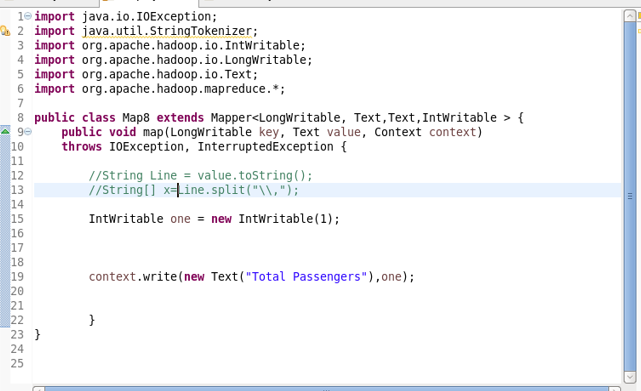 1 import java.io.IOException;
2 import java.util.StringTokenizer;
3 import org.apache.hadoop.io.IntWritable;
4 import org.apache.hadoop.io.LongWritable;
5 import org.apache.hadoop.io.Text;
6 import org.apache.hadoop.mapreduce.*;
7
8 public class Map8 extends Mapper<LongWritable, Text,Text,IntWritable > {
9 public void map(LongWritable key, Text value, Context context)
10 throws IOException, InterruptedException {
11
12 //String Line = value.toString();
13 //String[] x=Line.split("\\,");
14
15 IntWritable one = new IntWritable(1);
16
17
18
19 context.write(new Text("Total Passengers"),one);
20
21
22 }
23 }
24
25